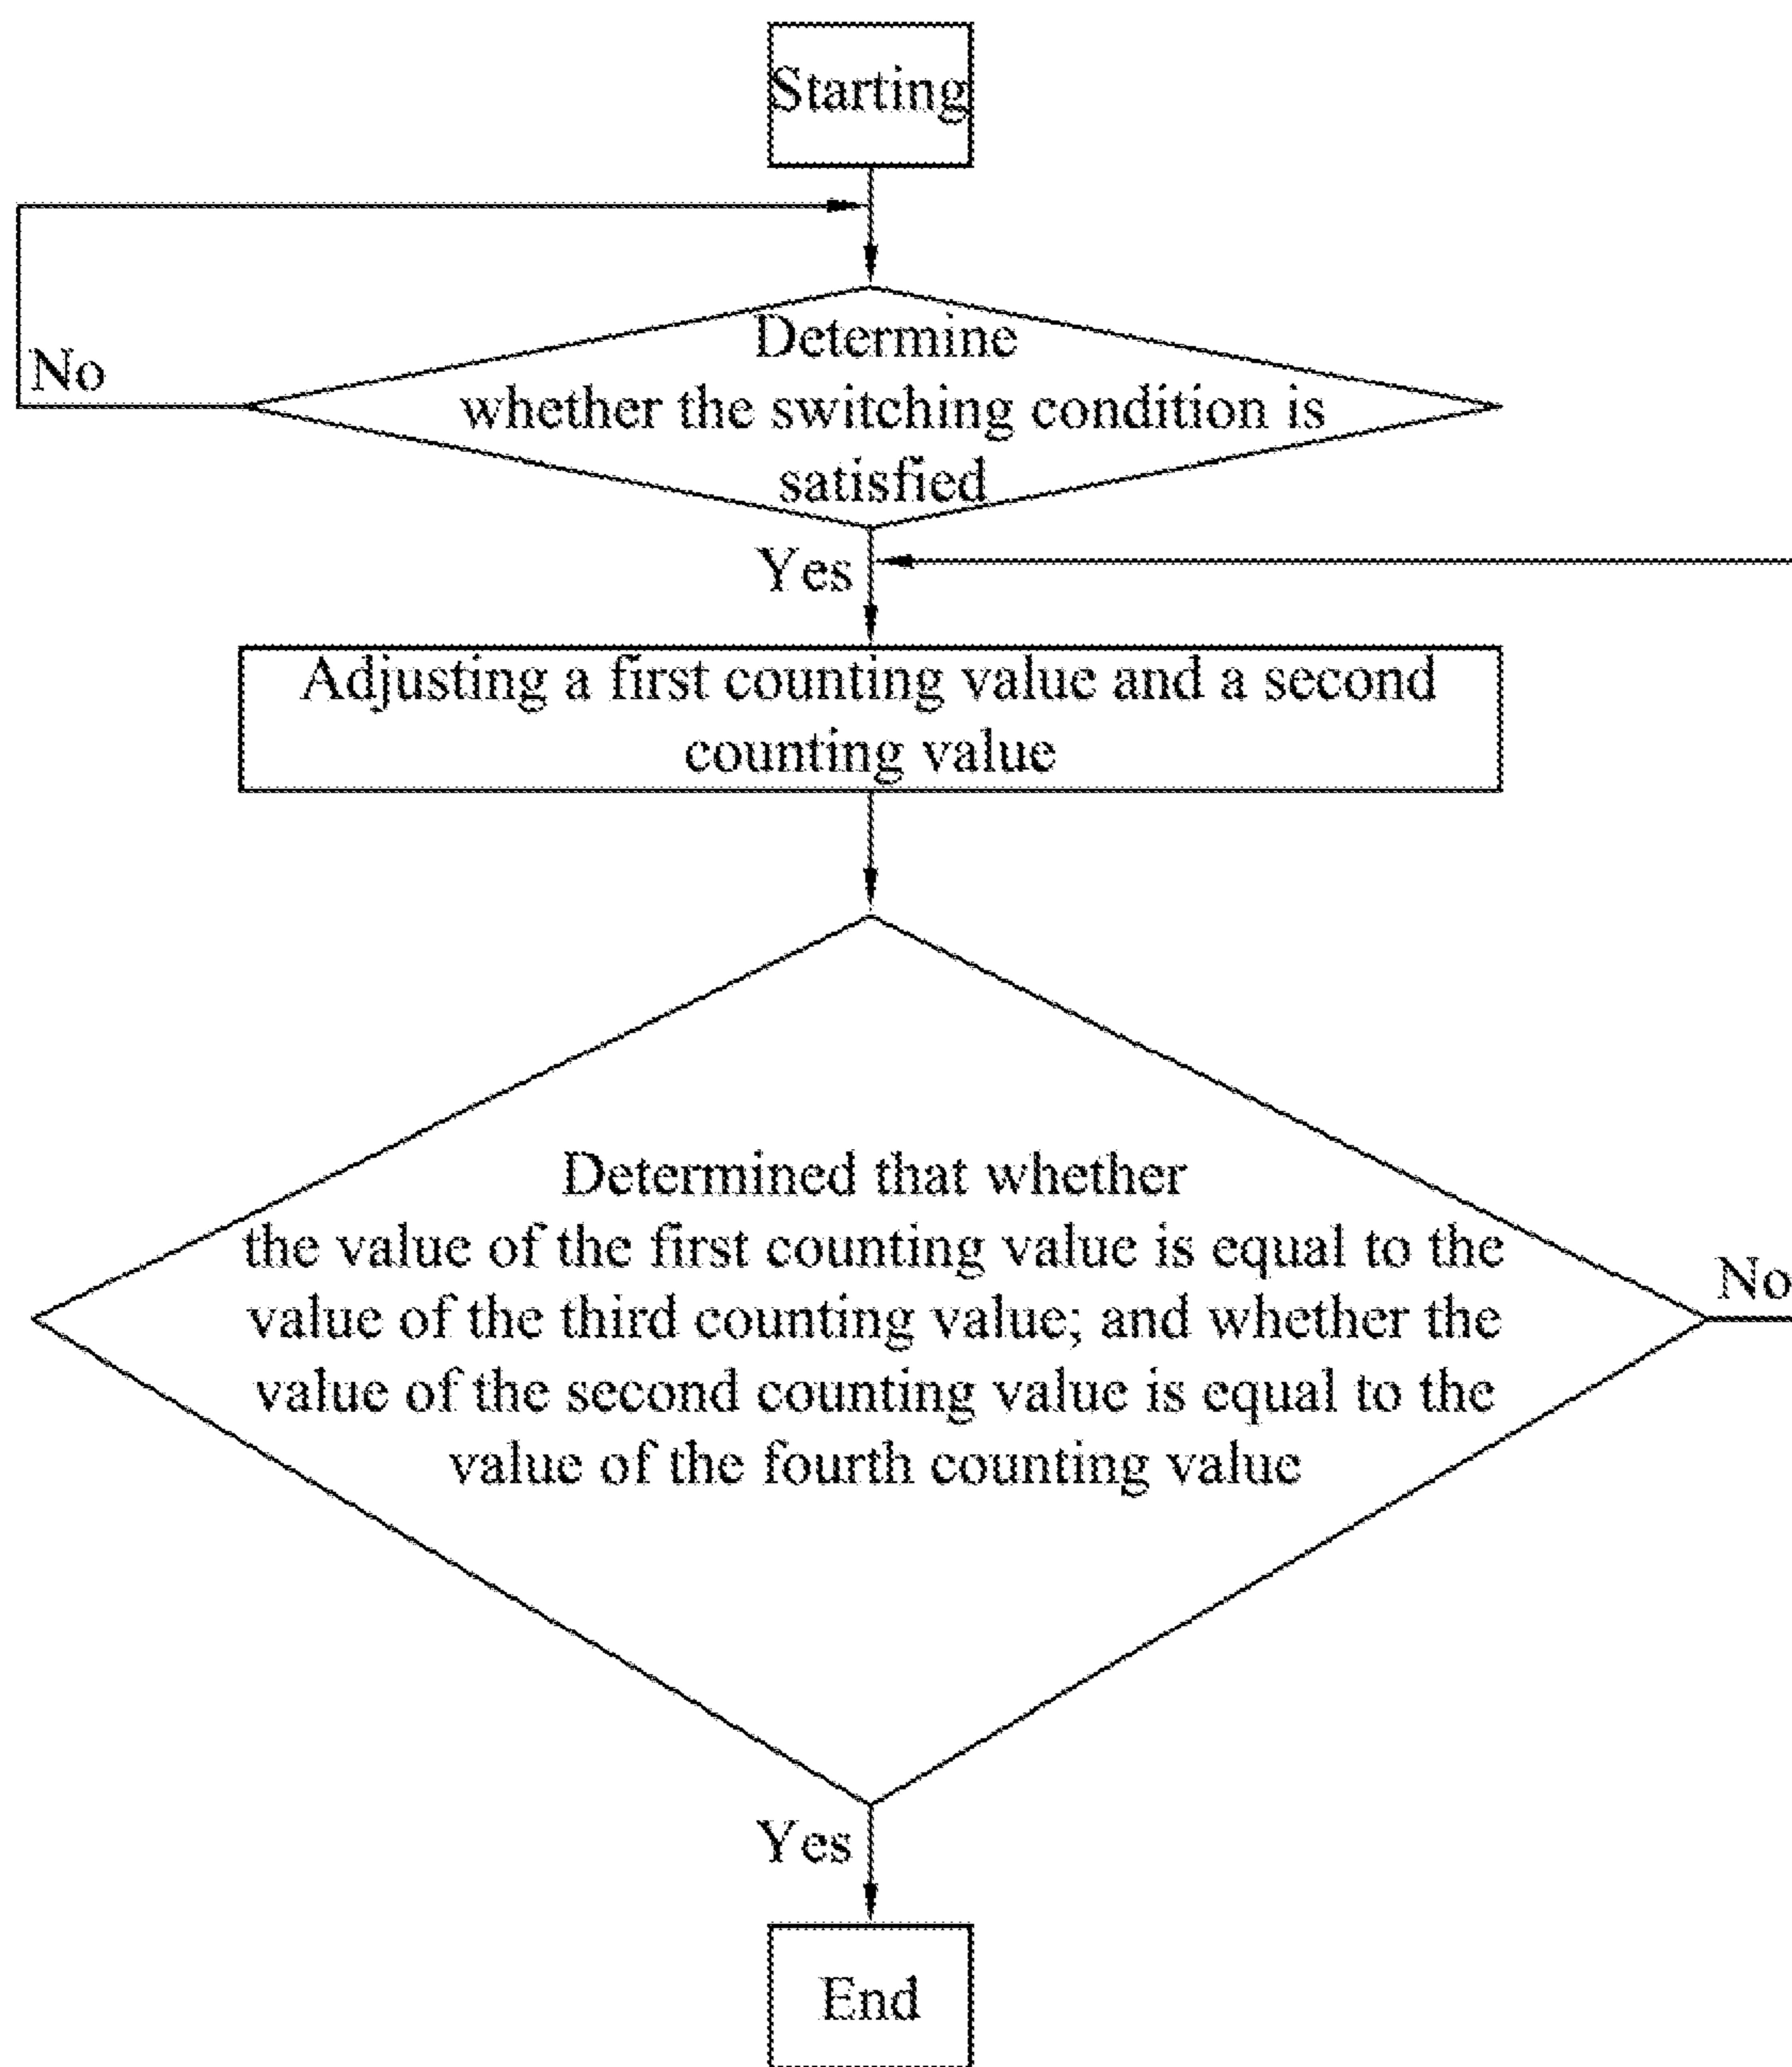 Starting
Determine
No
whether the switching condition is
satisfied
Yes
Adjusting a first counting value and a second
counting value
Determined that whether
the value of the first counting value is equal to the
No
value of the third counting value; and whether the
value of the second counting value is equal to the
value of the fourth counting value
Yes
End